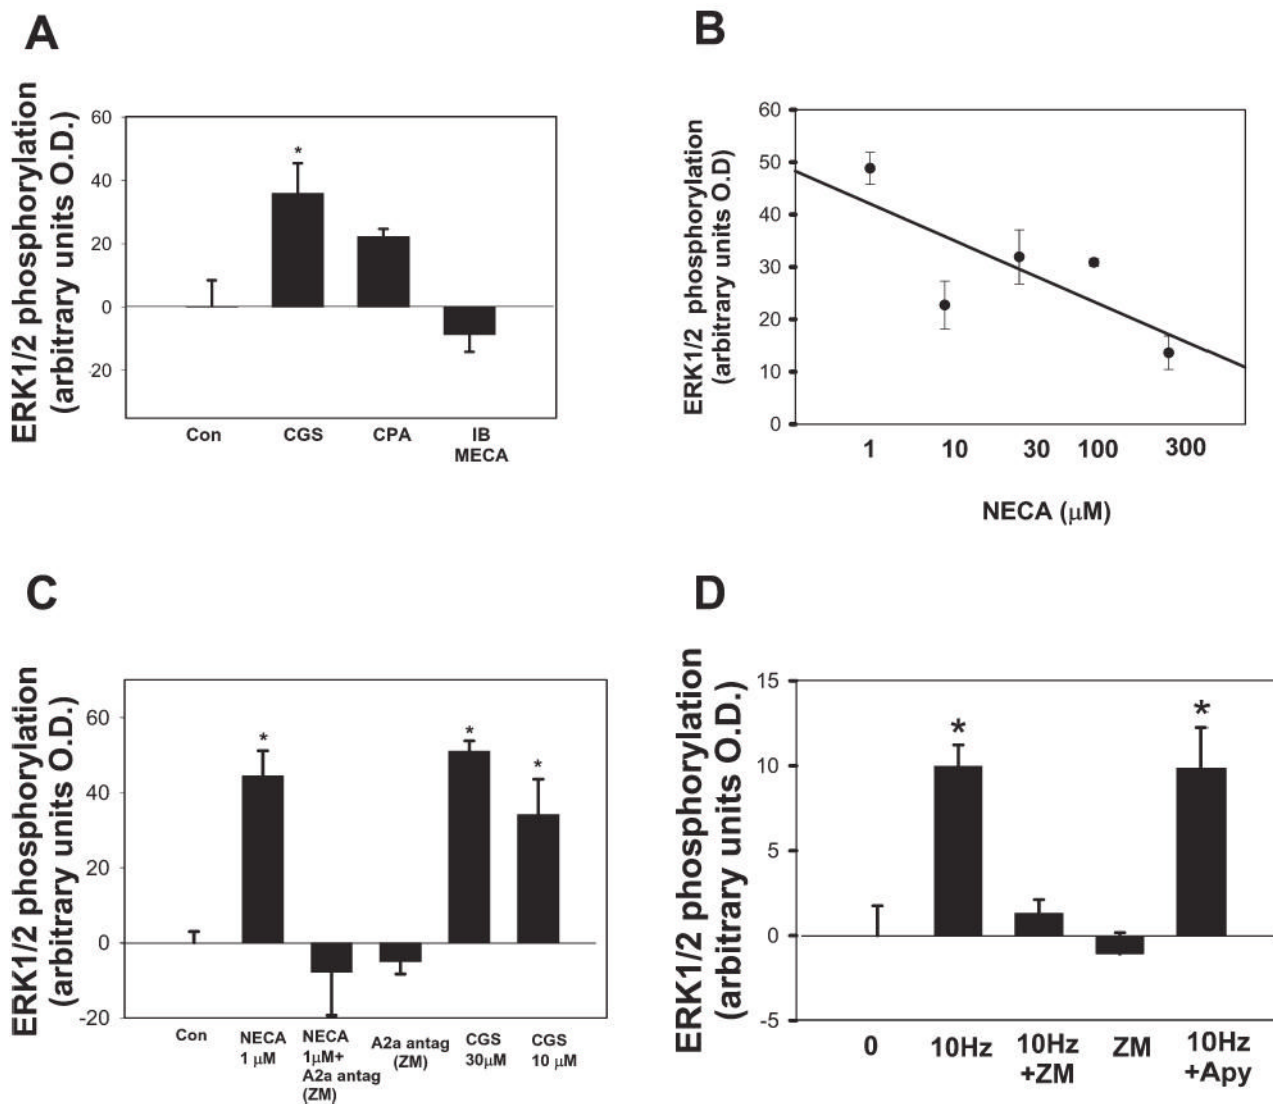 A
ERK1/2 phosphorylation
(arbitrary units O.D.)
60
40
20
0
.20
*
Con
CGS
CPA
IB
MECA
B
ERK1/2 phosphorylation
(arbitrary units O.D)
60
50
40
30
20
10
0
1
10
30
100
300
NECA (μM)
C
ERK1/2 phosphorylation
(arbitrary units O.D.)
60
40
20
0
-20
*
*
*
Con
NECA
1 μM
NECA
1μM+
A2a antag
(ZM)
A2a antag
(ZM)
CGS
30μM
CGS
10 μM
D
ERK1/2 phosphorylation
(arbitrary units O.D.)
15
10
5
0
-5
*
*
0
10Hz
10Hz
+ZM
ZM
10Hz
+Apy